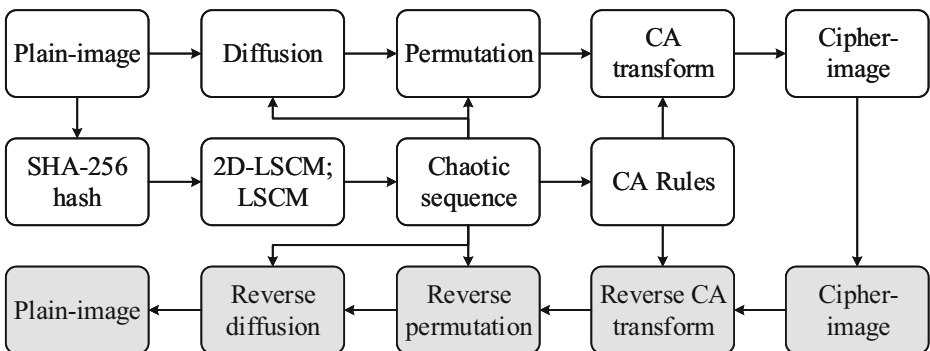 Plain-image
Diffusion
Permutation
CA
transform
Cipher-
image
SHA-256
hash
2D-LSCM;
LSCM
Chaotic
sequence
CA Rules
Plain-image
Reverse
diffusion
Reverse
permutation
Reverse CA
transform
Cipher-
image